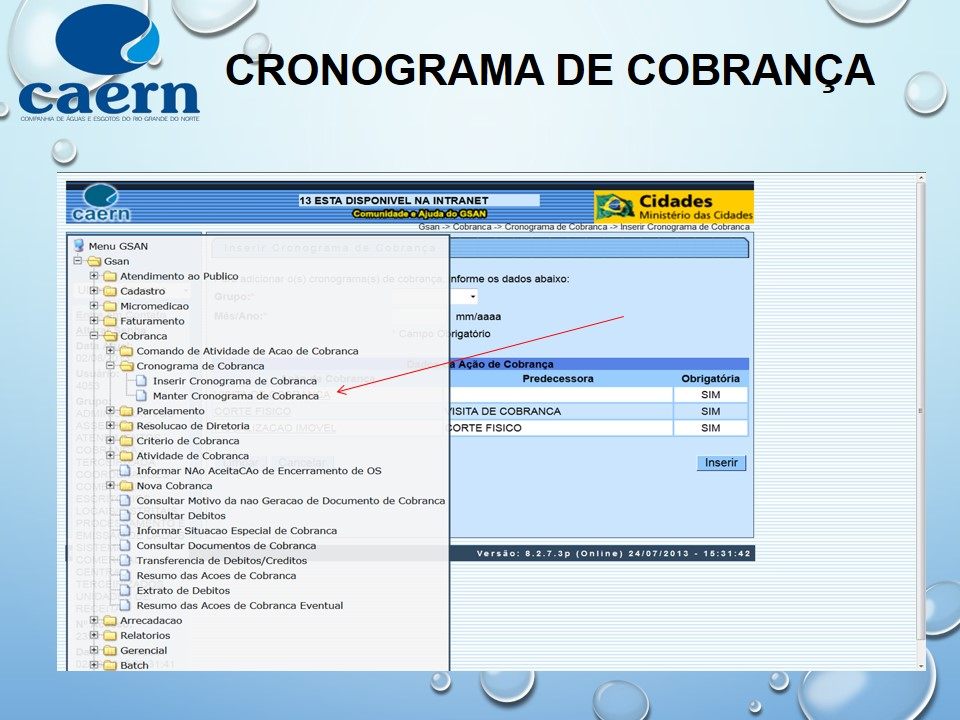 caern
COMPANHIA DE ÁGUAS E ESGOTOS DO RIO GRANDE DO NORTE
CRONOGRAMA DE COBRANÇA
caern
13 ESTA DISPONIVEL NA INTRANET
Comunidade e Ajuda do GSAN
Cidades
Ministério das Cidades
Gsan -> Cobranca -> Cronograma de Cobranca -> Inserir Cronograma de Cobranca
Inserir Cronograma de Cobrança
adicionar o(s) cronograma(s) de cobrança, informe os dados abaixo:
Grupo:*
Mês/Ano:*
mm/aaaa
* Campo Obrigatório
Ação de Cobrança
Predecessora
Obrigatória
SIM
CORTE FISICO
VISITA DE COBRANCA
SIM
IMOVEL
CORTE FISICO
SIM
Cancelar
Inserir
Versão: 8.2.7.3p (Online) 24/07/2013 - 15:31:42
Menu GSAN
Gsan
Atendimento ao Publico
Cadastro
Micromedicao
Faturamento
Cobranca
Comando de Atividade de Acao de Cobranca
Cronograma de Cobranca
Inserir Cronograma de Cobranca
Manter Cronograma de Cobranca
Parcelamento
Resolucao de Diretoria
Criterio de Cobranca
Atividade de Cobranca
Informar NAo AceitaCAo de Encerramento de OS
Nova Cobranca
Consultar Motivo da nao Geracao de Documento de Cobranca
Consultar Debitos
Informar Situacao Especial de Cobranca
Consultar Documentos de Cobranca
Transferencia de Debitos/Creditos
Resumo das Acoes de Cobranca
Extrato de Debitos
Resumo das Acoes de Cobranca Eventual
Arrecadacao
Relatorios
Gerencial
Batch